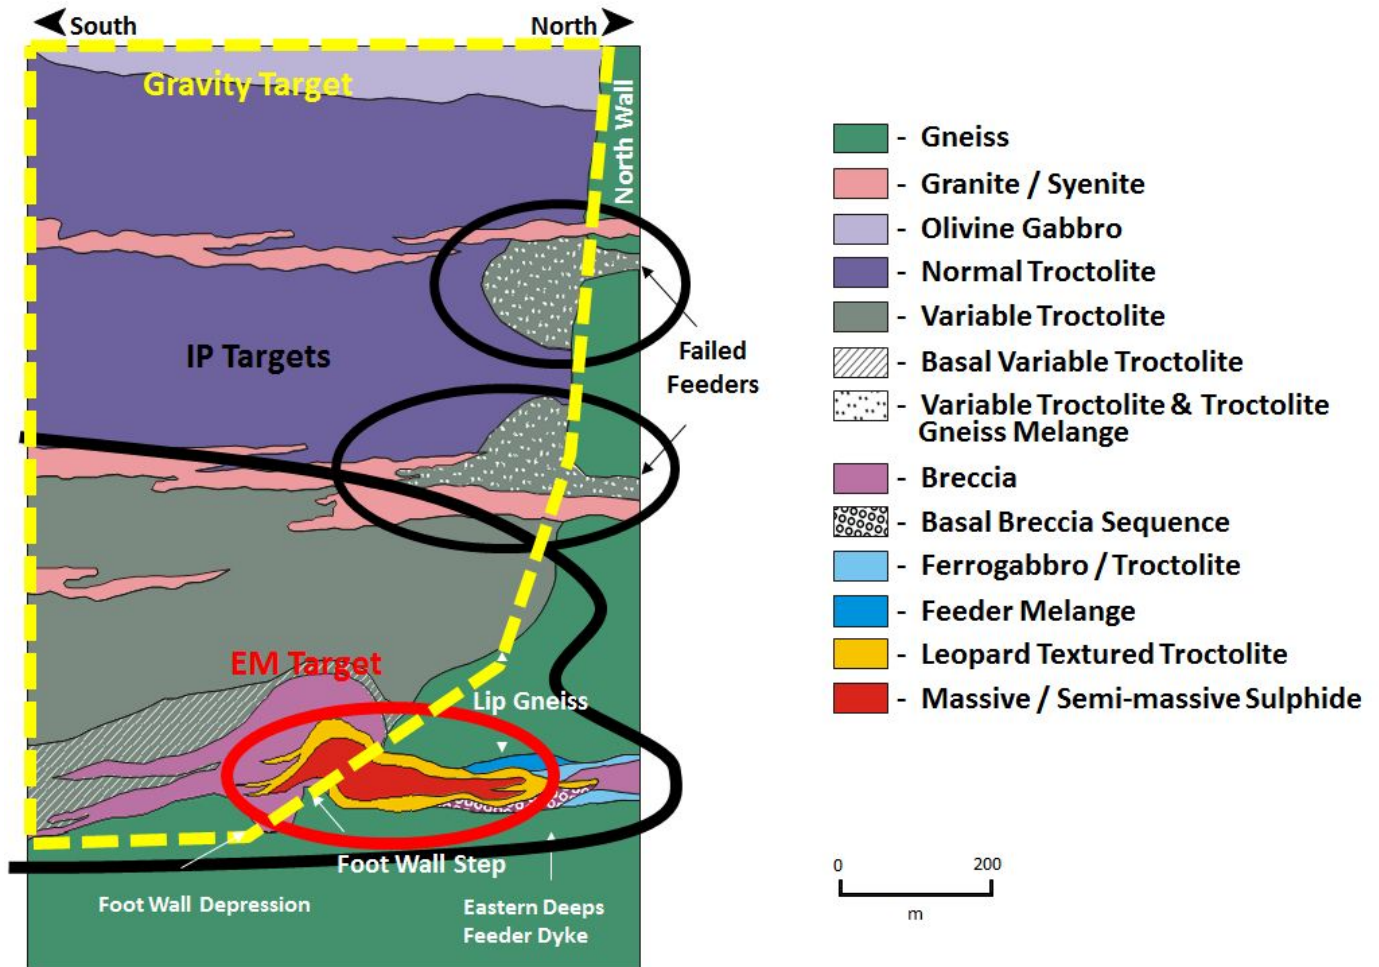 South
North
Gravity Target
North Wall
IP Targets
Failed
Feeders
EM Target
Lip Gneiss
Foot Wall Step
Foot Wall Depression
Eastern Deeps
Feeder Dyke
- Gneiss
- Granite / Syenite
- Olivine Gabbro
- Normal Troctolite
- Variable Troctolite
- Basal Variable Troctolite
- Variable Troctolite & Troctolite
Gneiss Melange
- Breccia
- Basal Breccia Sequence
- Ferrogabbro / Troctolite
- Feeder Melange
- Leopard Textured Troctolite
- Massive / Semi-massive Sulphide
0 200
m